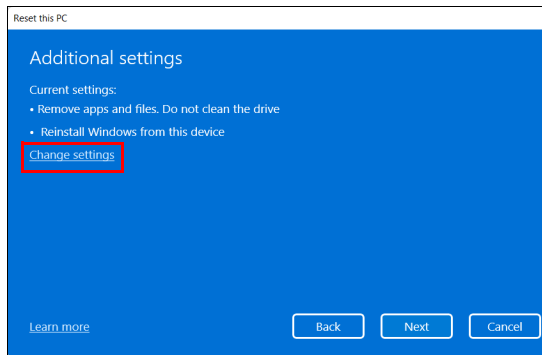 Reset this PC
Additional settings
Current settings:
• Remove apps and files. Do not clean the drive
• Reinstall Windows from this device
Change settings
Learn more
Back
Next
Cancel